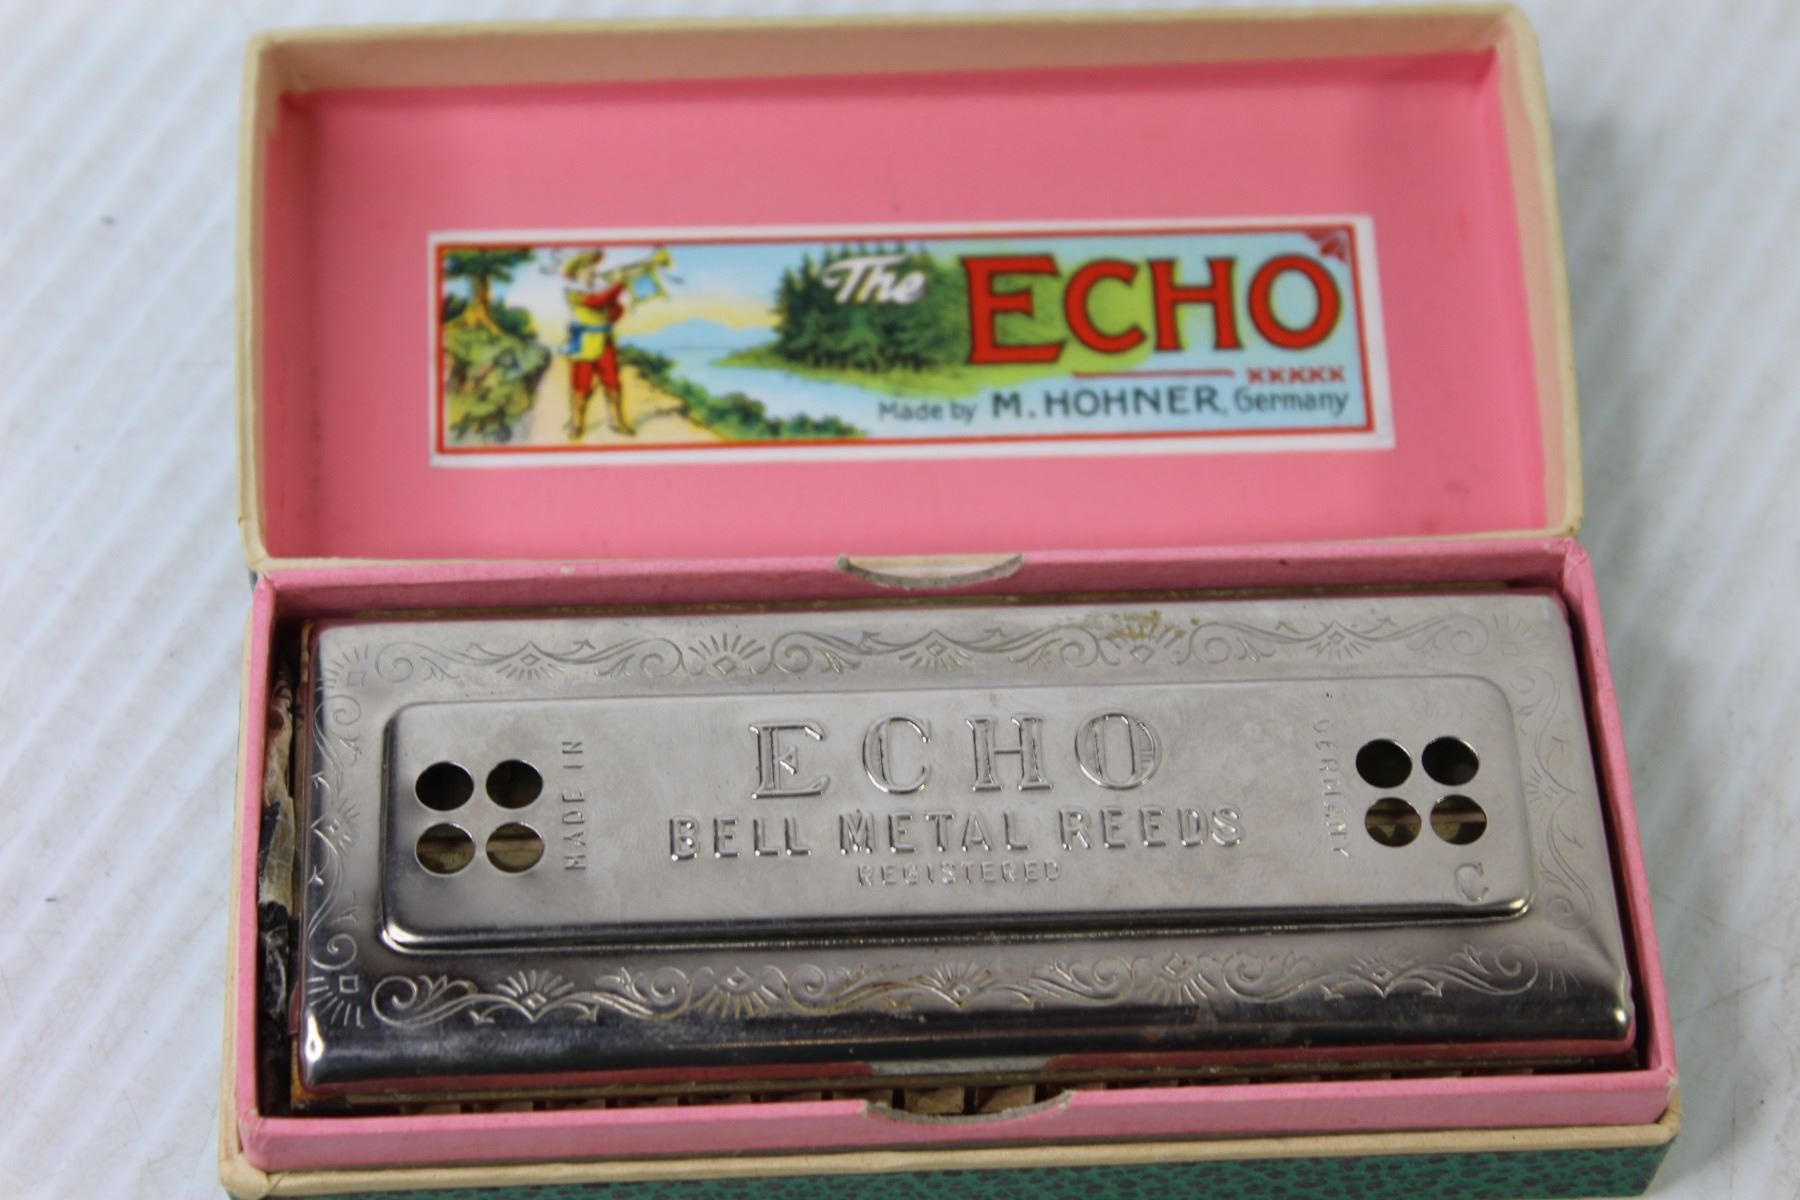 The ECHO
xxxxx
Made by M. HOHNER, Germany
ECHO
BELL METAL REEDS
REGISTERED
MADE IN
GERMANY
C